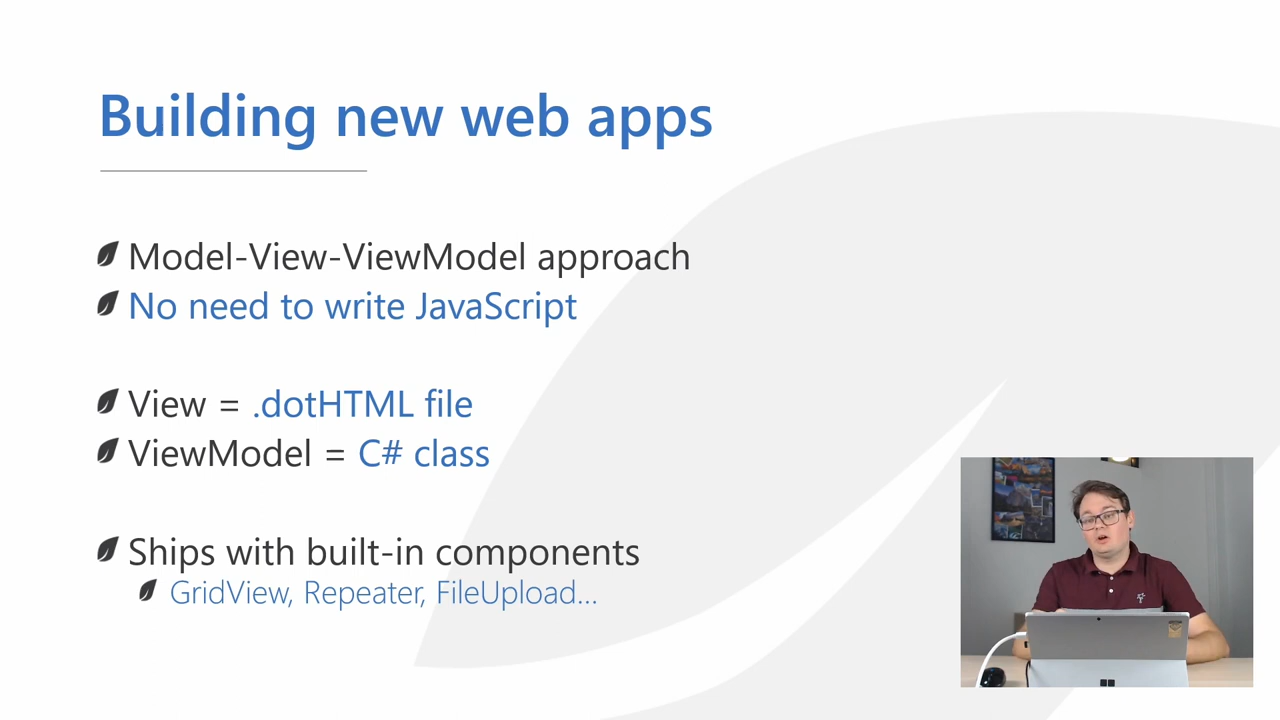 Building new web apps
Model-View-ViewModel approach
No need to write JavaScript
View = .dotHTML file
ViewModel = C# class
Ships with built-in components
GridView, Repeater, FileUpload...